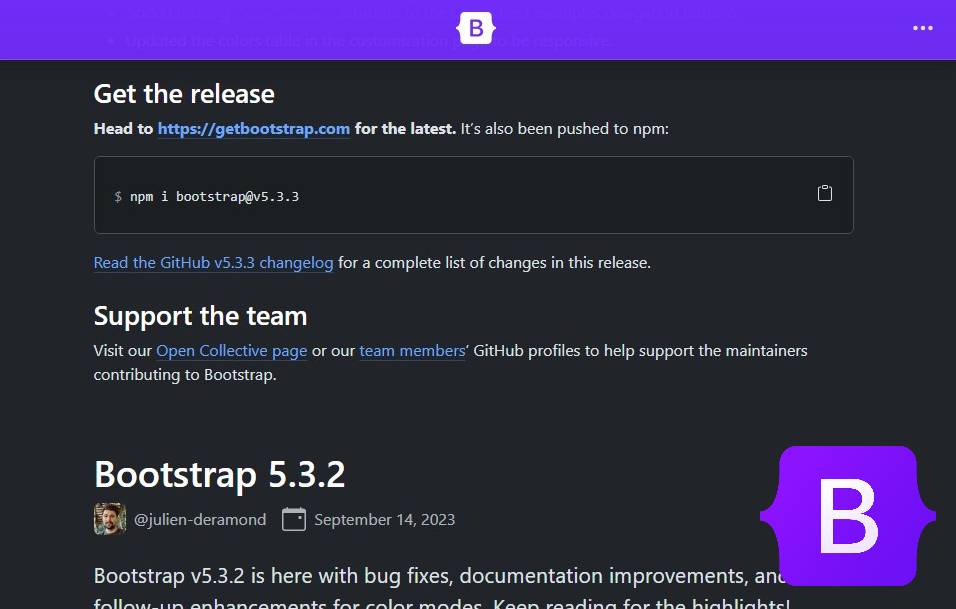 Updated the colors table in the customization to be responsive.
B
Get the release
Head to https://getbootstrap.com for the latest. It’s also been pushed to npm:
$ npm i bootstrap@v5.3.3
Read the GitHub v5.3.3 changelog for a complete list of changes in this release.
Support the team
Visit our Open Collective page or our team members’ GitHub profiles to help support the maintainers
contributing to Bootstrap.
Bootstrap 5.3.2
@julien-deramond September 14, 2023
B
Bootstrap v5.3.2 is here with bug fixes, documentation improvements, and
follow-up enhancements for color modes. Keep reading for the highlights!